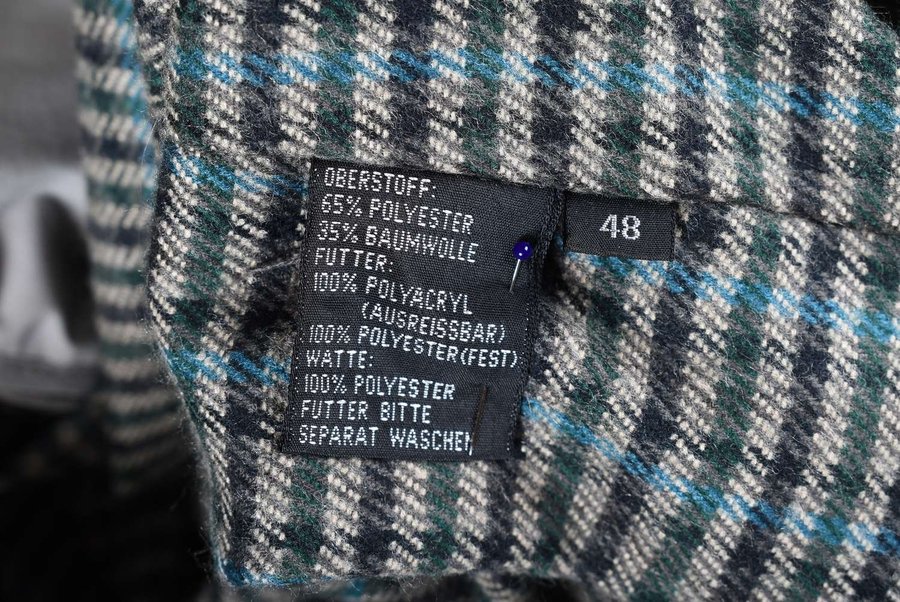 OBERSTOFF:
65% POLYESTER
35% BAUMWOLLE
FUTTER:
100% POLYACRYL
(AUSREISSBAR)
100% POLYESTER(FEST)
WATTE:
100% POLYESTER
FUTTER BITTE
SEPARAT WASCHEN
48